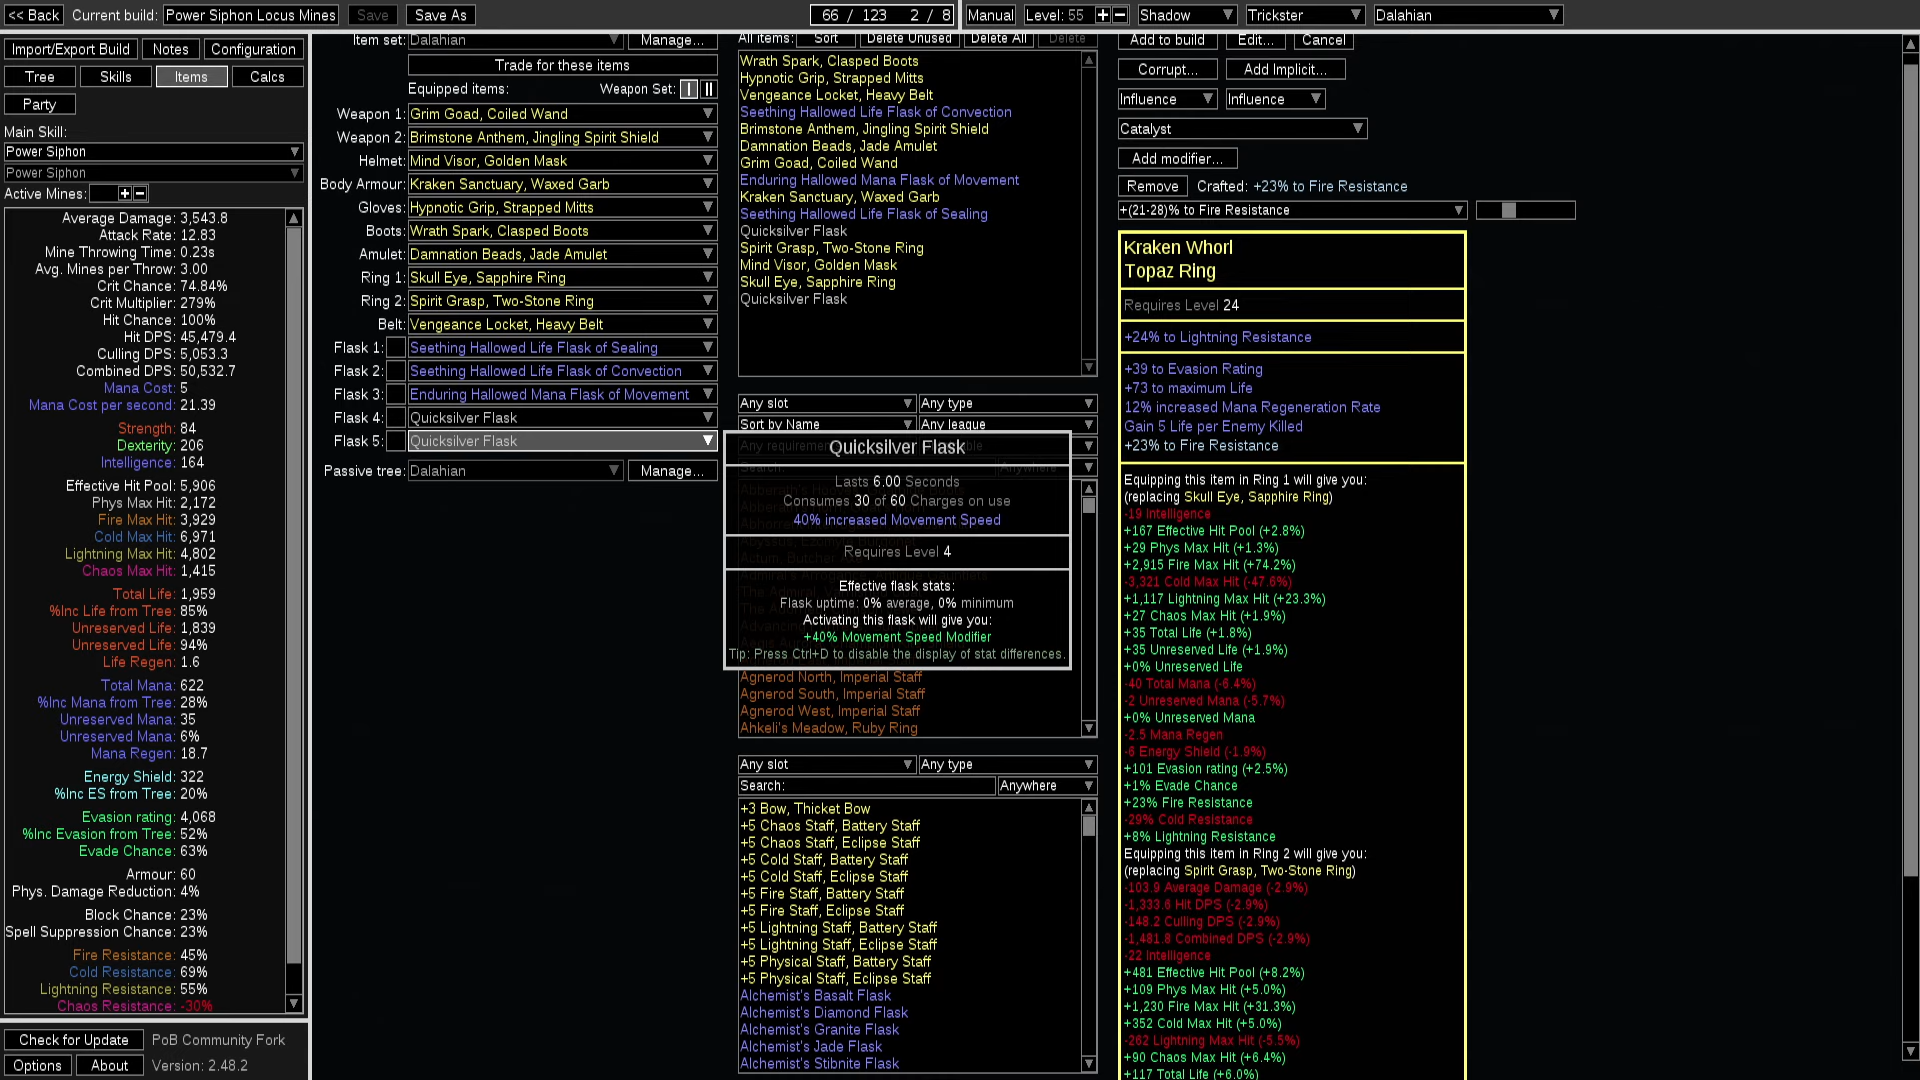 << Back
Current build:
Power Siphon Locus Mines
Save
Save As
66 / 123
2 / 8
Manual
Level: 55
+
−
Shadow
Trickster
Dalahian
Import/Export Build
Notes
Configuration
Tree
Skills
Items
Calcs
Party
Main Skill:
Power Siphon
Power Siphon
Active Mines:
+
−
Average Damage: 3,543.8
Attack Rate: 12.83
Mine Throwing Time: 0.23s
Avg. Mines per Throw: 3.00
Crit Chance: 74.84%
Crit Multiplier: 279%
Hit Chance: 100%
Hit DPS: 45,479.4
Culling DPS: 5,053.3
Combined DPS: 50,532.7
Mana Cost: 5
Mana Cost per second: 21.39
Strength: 84
Dexterity: 206
Intelligence: 164
Effective Hit Pool: 5,906
Phys Max Hit: 2,172
Fire Max Hit: 3,929
Cold Max Hit: 6,971
Lightning Max Hit: 4,802
Chaos Max Hit: 1,415
Total Life: 1,959
%Inc Life from Tree: 85%
Unreserved Life: 1,839
Unreserved Life: 94%
Life Regen: 1.6
Total Mana: 622
%Inc Mana from Tree: 28%
Unreserved Mana: 35
Unreserved Mana: 6%
Mana Regen: 18.7
Energy Shield: 322
%Inc ES from Tree: 20%
Evasion rating: 4,068
%Inc Evasion from Tree: 52%
Evade Chance: 63%
Armour: 60
Phys. Damage Reduction: 4%
Block Chance: 23%
Spell Suppression Chance: 23%
Fire Resistance: 45%
Cold Resistance: 69%
Lightning Resistance: 55%
Chaos Resistance: -30%
Check for Update
PoB Community Fork
Options
About
Version: 2.48.2
Item set: Dalahian
Manage...
Trade for these items
Equipped items:
Weapon Set: I II
Weapon 1: Grim Goad, Coiled Wand
Weapon 2: Brimstone Anthem, Jingling Spirit Shield
Helmet: Mind Visor, Golden Mask
Body Armour: Kraken Sanctuary, Waxed Garb
Gloves: Hypnotic Grip, Strapped Mitts
Boots: Wrath Spark, Clasped Boots
Amulet: Damnation Beads, Jade Amulet
Ring 1: Skull Eye, Sapphire Ring
Ring 2: Spirit Grasp, Two-Stone Ring
Belt: Vengeance Locket, Heavy Belt
Flask 1: Seething Hallowed Life Flask of Sealing
Flask 2: Seething Hallowed Life Flask of Convection
Flask 3: Enduring Hallowed Mana Flask of Movement
Flask 4: Quicksilver Flask
Flask 5: Quicksilver Flask
Passive tree: Dalahian
Manage...
All items:
Sort
Delete Unused
Delete All
Delete
Wrath Spark, Clasped Boots
Hypnotic Grip, Strapped Mitts
Vengeance Locket, Heavy Belt
Seething Hallowed Life Flask of Convection
Brimstone Anthem, Jingling Spirit Shield
Damnation Beads, Jade Amulet
Grim Goad, Coiled Wand
Enduring Hallowed Mana Flask of Movement
Kraken Sanctuary, Waxed Garb
Seething Hallowed Life Flask of Sealing
Quicksilver Flask
Spirit Grasp, Two-Stone Ring
Mind Visor, Golden Mask
Skull Eye, Sapphire Ring
Quicksilver Flask
Any slot
Any type
Sort by Name
Any league
Any requirem
Search:
Anywhere
Quicksilver Flask
Lasts 6.00 Seconds
Consumes 30 of 60 Charges on use
40% increased Movement Speed
Requires Level 4
Effective flask stats:
Flask uptime: 0% average, 0% minimum
Activating this flask will give you:
+40% Movement Speed Modifier
Tip: Press Ctrl+D to disable the display of stat differences.
Agnerod North, Imperial Staff
Agnerod South, Imperial Staff
Agnerod West, Imperial Staff
Ahkeli's Meadow, Ruby Ring
Any slot
Any type
Search:
Anywhere
+3 Bow, Thicket Bow
+5 Chaos Staff, Battery Staff
+5 Chaos Staff, Eclipse Staff
+5 Cold Staff, Battery Staff
+5 Cold Staff, Eclipse Staff
+5 Fire Staff, Battery Staff
+5 Fire Staff, Eclipse Staff
+5 Lightning Staff, Battery Staff
+5 Lightning Staff, Eclipse Staff
+5 Physical Staff, Battery Staff
+5 Physical Staff, Eclipse Staff
Alchemist's Basalt Flask
Alchemist's Diamond Flask
Alchemist's Granite Flask
Alchemist's Jade Flask
Alchemist's Stibnite Flask
Add to build
Edit...
Cancel
Corrupt...
Add Implicit...
Influence
Influence
Catalyst
Add modifier...
Remove
Crafted: +23% to Fire Resistance
+(21-28)% to Fire Resistance
Kraken Whorl
Topaz Ring
Requires Level 24
+24% to Lightning Resistance
+39 to Evasion Rating
+73 to maximum Life
12% increased Mana Regeneration Rate
Gain 5 Life per Enemy Killed
+23% to Fire Resistance
Equipping this item in Ring 1 will give you:
(replacing Skull Eye, Sapphire Ring)
-19 Intelligence
+167 Effective Hit Pool (+2.8%)
+29 Phys Max Hit (+1.3%)
+2,915 Fire Max Hit (+74.2%)
-3,321 Cold Max Hit (-47.6%)
+1,117 Lightning Max Hit (+23.3%)
+27 Chaos Max Hit (+1.9%)
+35 Total Life (+1.8%)
+35 Unreserved Life (+1.9%)
+0% Unreserved Life
-40 Total Mana (-6.4%)
-2 Unreserved Mana (-5.7%)
+0% Unreserved Mana
-2.5 Mana Regen
-6 Energy Shield (-1.9%)
+101 Evasion rating (+2.5%)
+1% Evade Chance
+23% Fire Resistance
-29% Cold Resistance
+8% Lightning Resistance
Equipping this item in Ring 2 will give you:
(replacing Spirit Grasp, Two-Stone Ring)
-103.9 Average Damage (-2.9%)
-1,333.6 Hit DPS (-2.9%)
-148.2 Culling DPS (-2.9%)
-1,481.8 Combined DPS (-2.9%)
-22 Intelligence
+481 Effective Hit Pool (+8.2%)
+109 Phys Max Hit (+5.0%)
+1,230 Fire Max Hit (+31.3%)
+352 Cold Max Hit (+5.0%)
-262 Lightning Max Hit (-5.5%)
+90 Chaos Max Hit (+6.4%)
+117 Total Life (+6.0%)